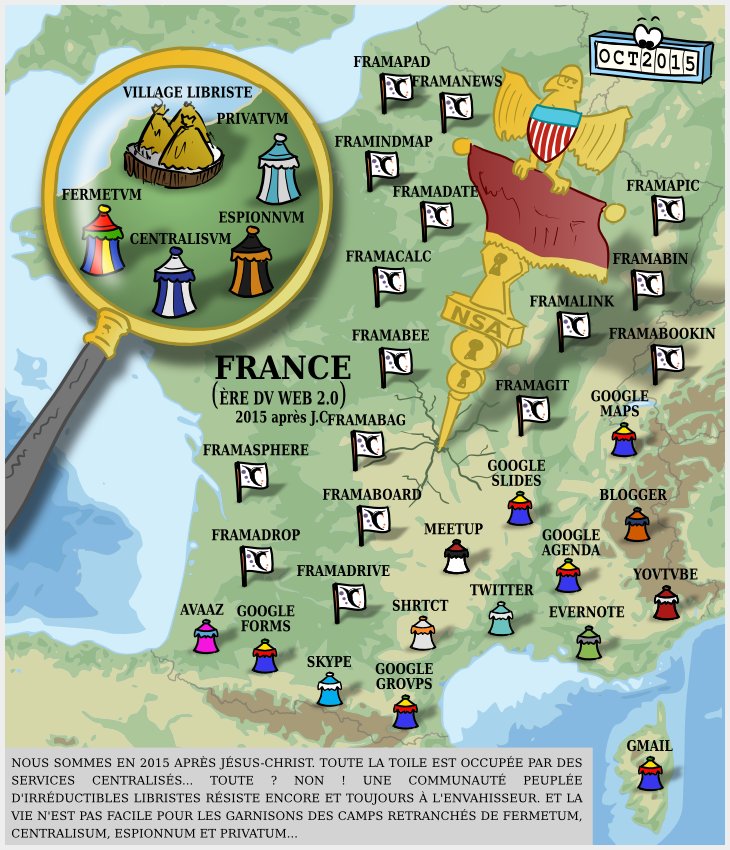 OCT2015
FRAMAPAD
FRAMANEWS
VILLAGE LIBRISTE
PRIVATVM
FRAMINDMAP
FERMETVM
FRAMADATE
FRAMAPIC
ESPIONNVM
CENTRALISVM
FRAMACALC
FRAMABIN
FRAMALINK
NSA
FRAMABEE
FRAMABOOKIN
FRANCE
(ÈRE DV WEB 2.0)
2015 après J.C
FRAMAGIT
GOOGLE
MAPS
FRAMABAG
FRAMASPHERE
GOOGLE
SLIDES
FRAMABOARD
BLOGGER
MEETUP
FRAMADROP
GOOGLE
AGENDA
FRAMADRIVE
YOVTVBE
TWITTER
AVAAZ
GOOGLE
FORMS
SHRTCT
EVERNOTE
SKYPE
GOOGLE
GROVPS
GMAIL
NOUS SOMMES EN 2015 APRÈS JÉSUS-CHRIST. TOUTE LA TOILE EST OCCUPÉE PAR DES
SERVICES CENTRALISÉS... TOUTE ? NON ! UNE COMMUNAUTÉ PEUPLÉE
D'IRRÉDUCTIBLES LIBRISTES RÉSISTE ENCORE ET TOUJOURS À L'ENVAHISSEUR. ET LA
VIE N'EST PAS FACILE POUR LES GARNISONS DES CAMPS RETRANCHÉS DE FERMETUM,
CENTRALISUM, ESPIONNUM ET PRIVATUM...